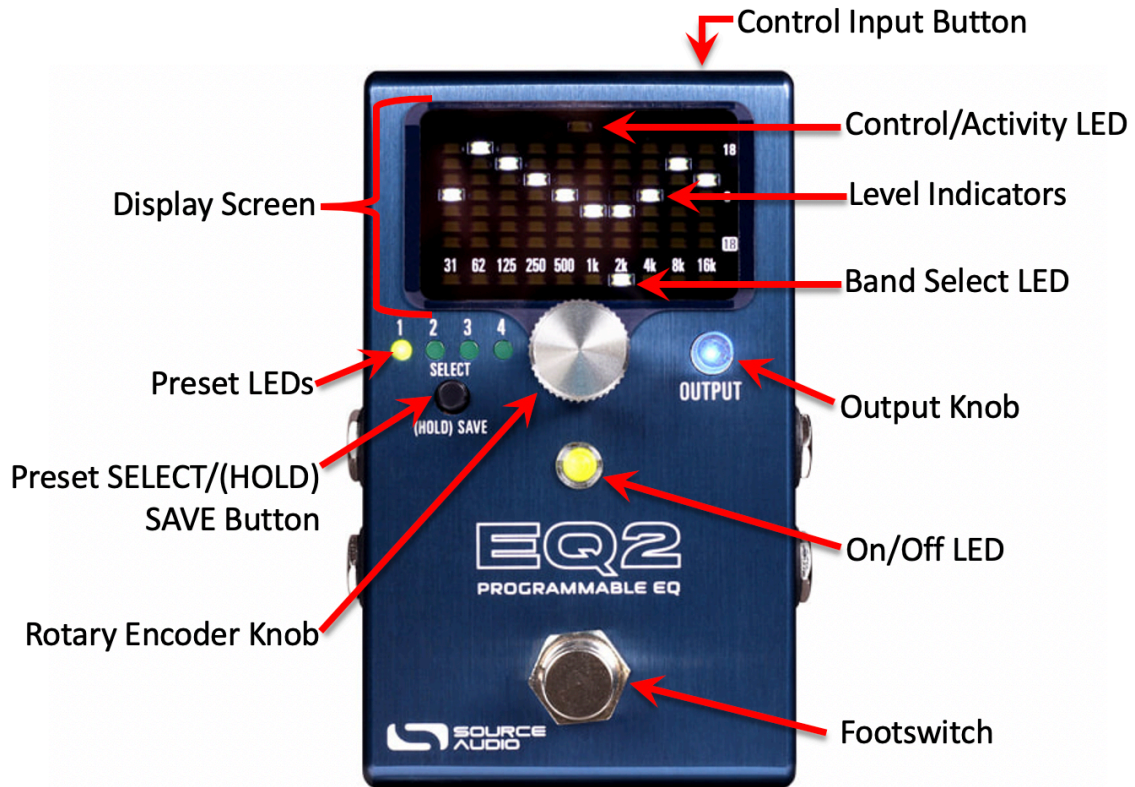 Control Input Button
Control/Activity LED
Display Screen
Level Indicators
Band Select LED
18
18
31 62 125 250 500 1k 2k 4k 8k 16k
1 2 3 4
SELECT
(HOLD) SAVE
OUTPUT
Preset LEDs
Output Knob
Preset SELECT/(HOLD)
SAVE Button
On/Off LED
EQ2
PROGRAMMABLE EQ
Rotary Encoder Knob
Footswitch
SOURCE
AUDIO